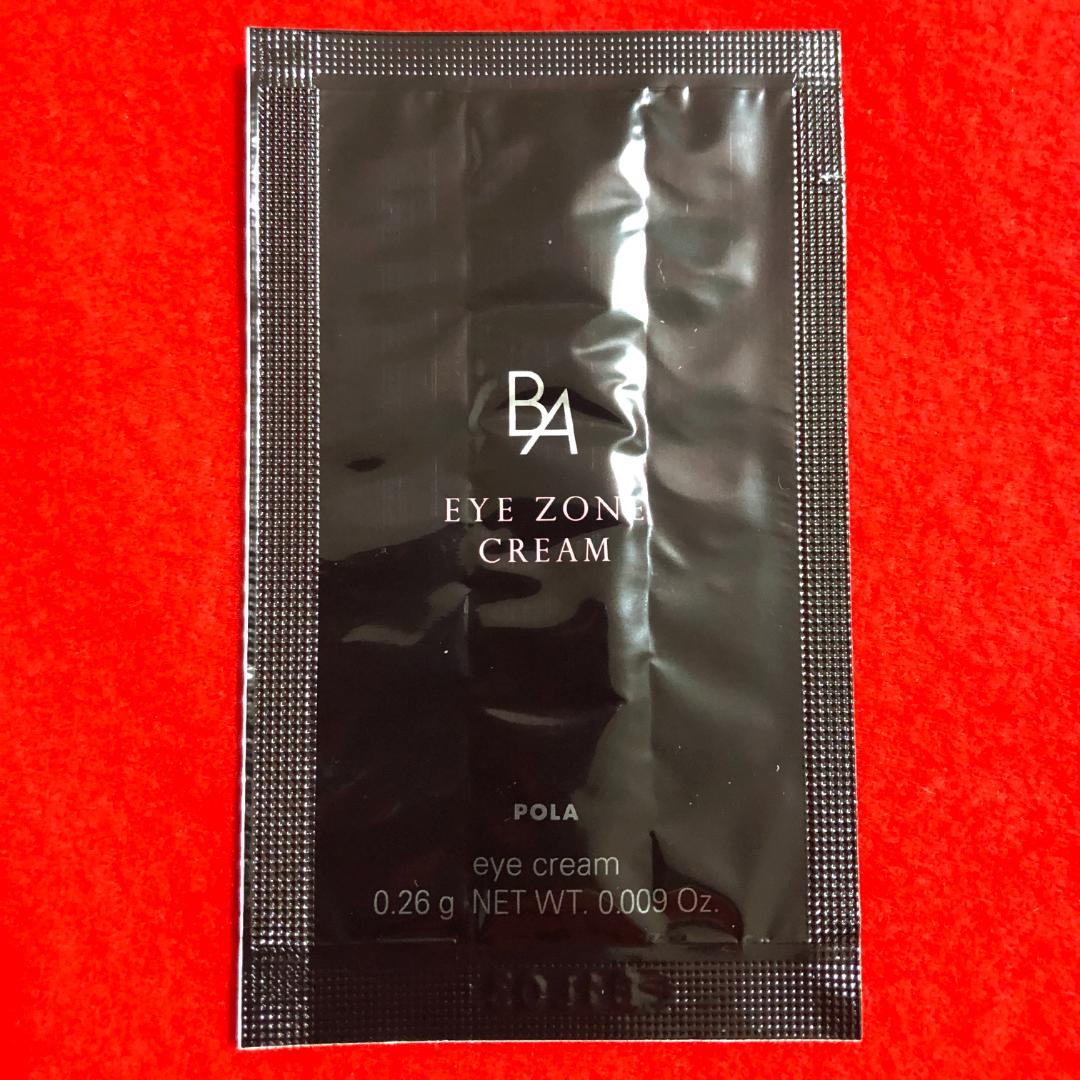 BA
EYE ZONE
CREAM
POLA
eye cream
0.26 g NET WT. 0.009 Oz.